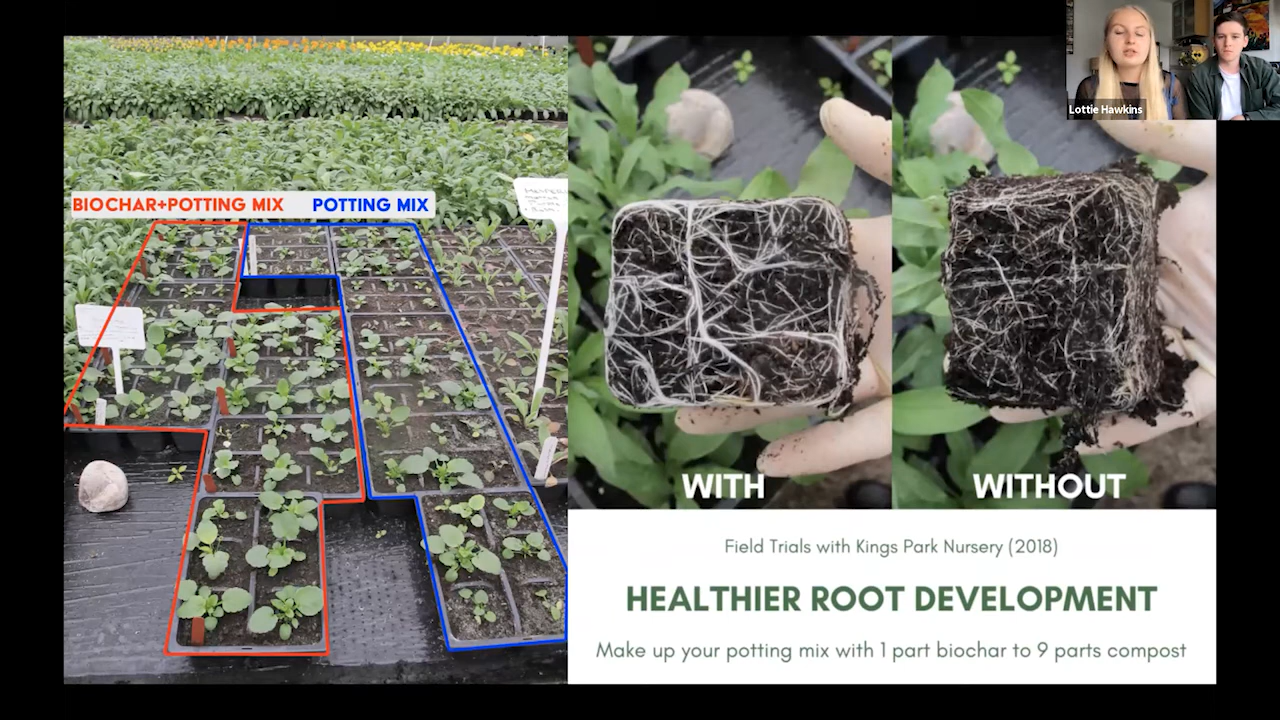 Lottie Hawkins
BIOCHAR+POTTING MIX
POTTING MIX
WITH
WITHOUT
Field Trials with Kings Park Nursery (2018)
HEALTHIER ROOT DEVELOPMENT
Make up your potting mix with 1 part biochar to 9 parts compost